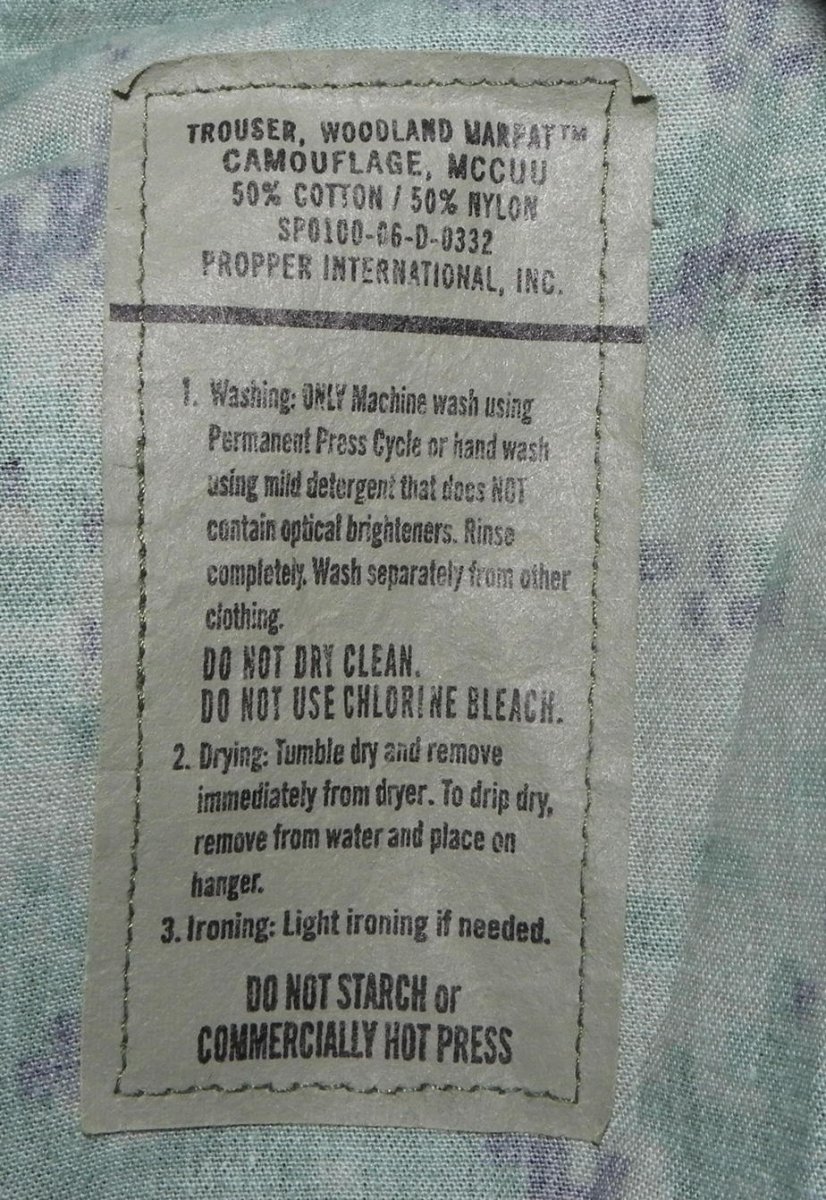 TROUSER, WOODLAND MARPAT™
CAMOUFLAGE, MCCUU
50% COTTON / 50% NYLON
SP0100-06-D-0332
PROPPER INTERNATIONAL, INC.
1. Washing: ONLY Machine wash using
Permanent Press Cycle or hand wash
using mild detergent that does NOT
contain optical brighteners. Rinse
completely. Wash separately from other
clothing.
DO NOT DRY CLEAN.
DO NOT USE CHLORINE BLEACH.
2. Drying: Tumble dry and remove
immediately from dryer. To drip dry,
remove from water and place on
hanger.
3. Ironing: Light ironing if needed.
DO NOT STARCH or
COMMERCIALLY HOT PRESS